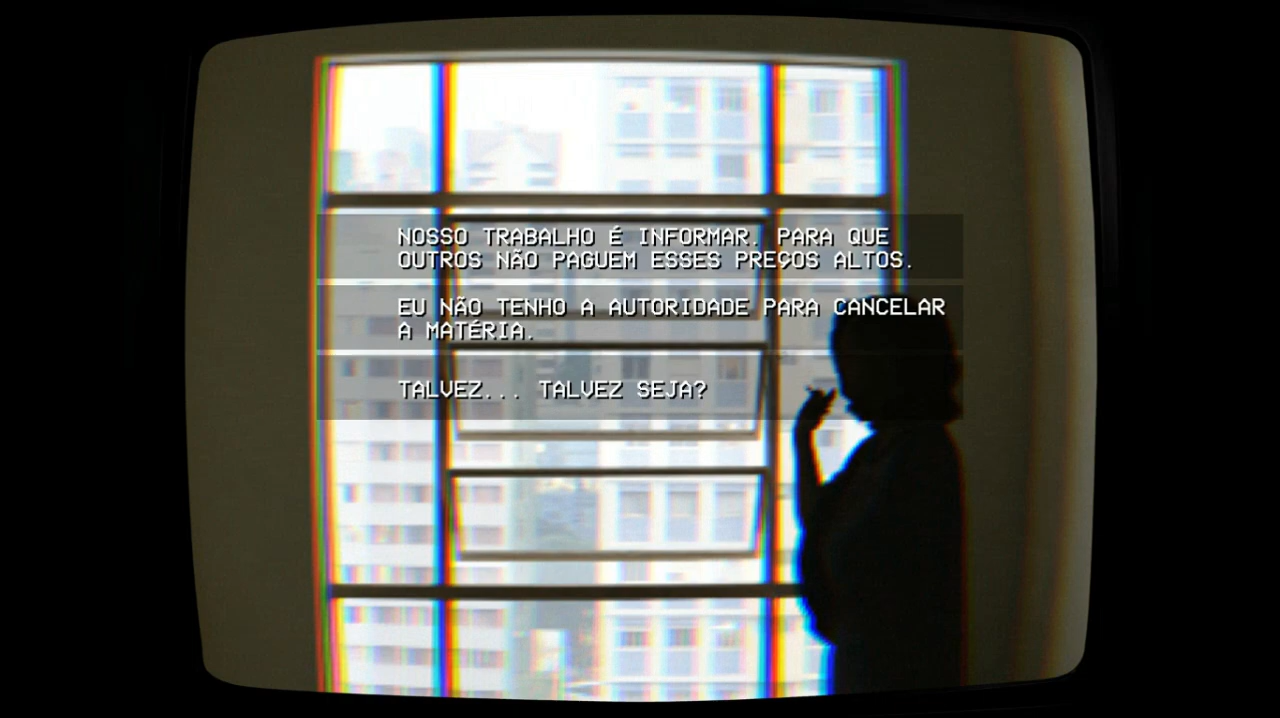 NOSSO TRABALHO É INFORMAR. PARA QUE
OUTROS NÃO PAGUEM ESSES PREÇOS ALTOS.
EU NÃO TENHO A AUTORIDADE PARA CANCELAR
A MATÉRIA.
TALVEZ... TALVEZ SEJA?